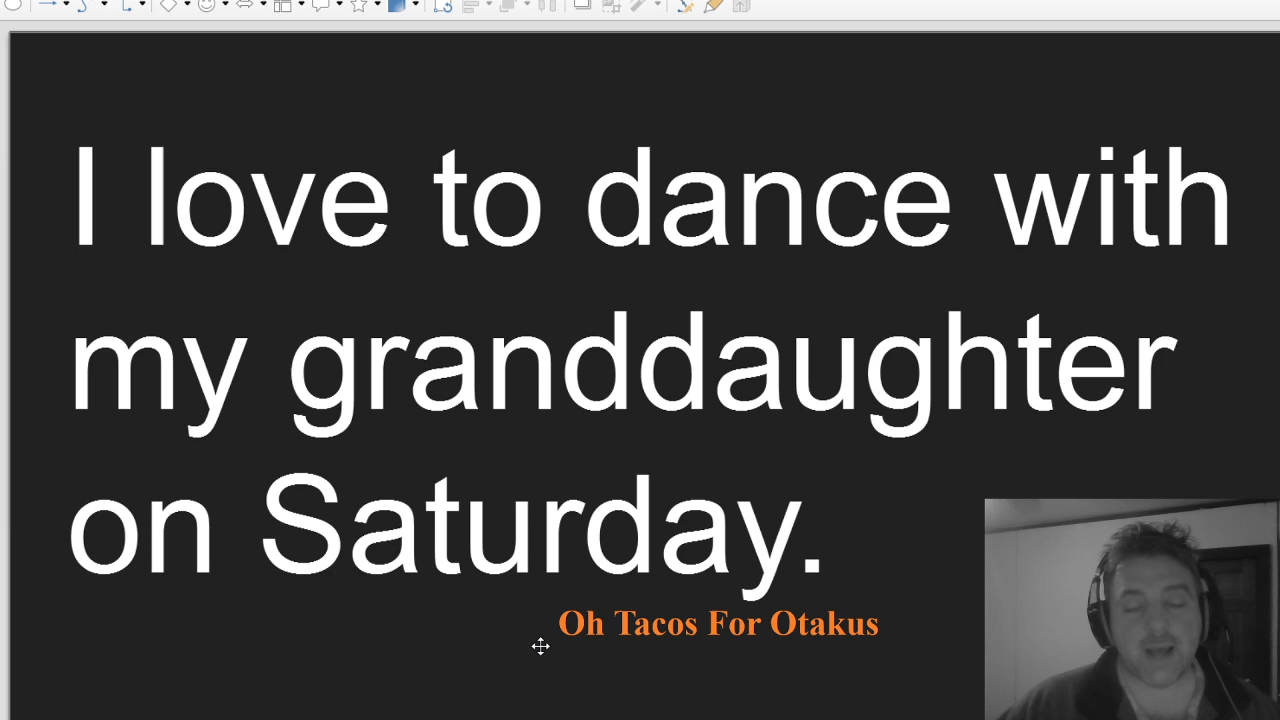 I love to dance with
my granddaughter
on Saturday.
Oh Tacos For Otakus